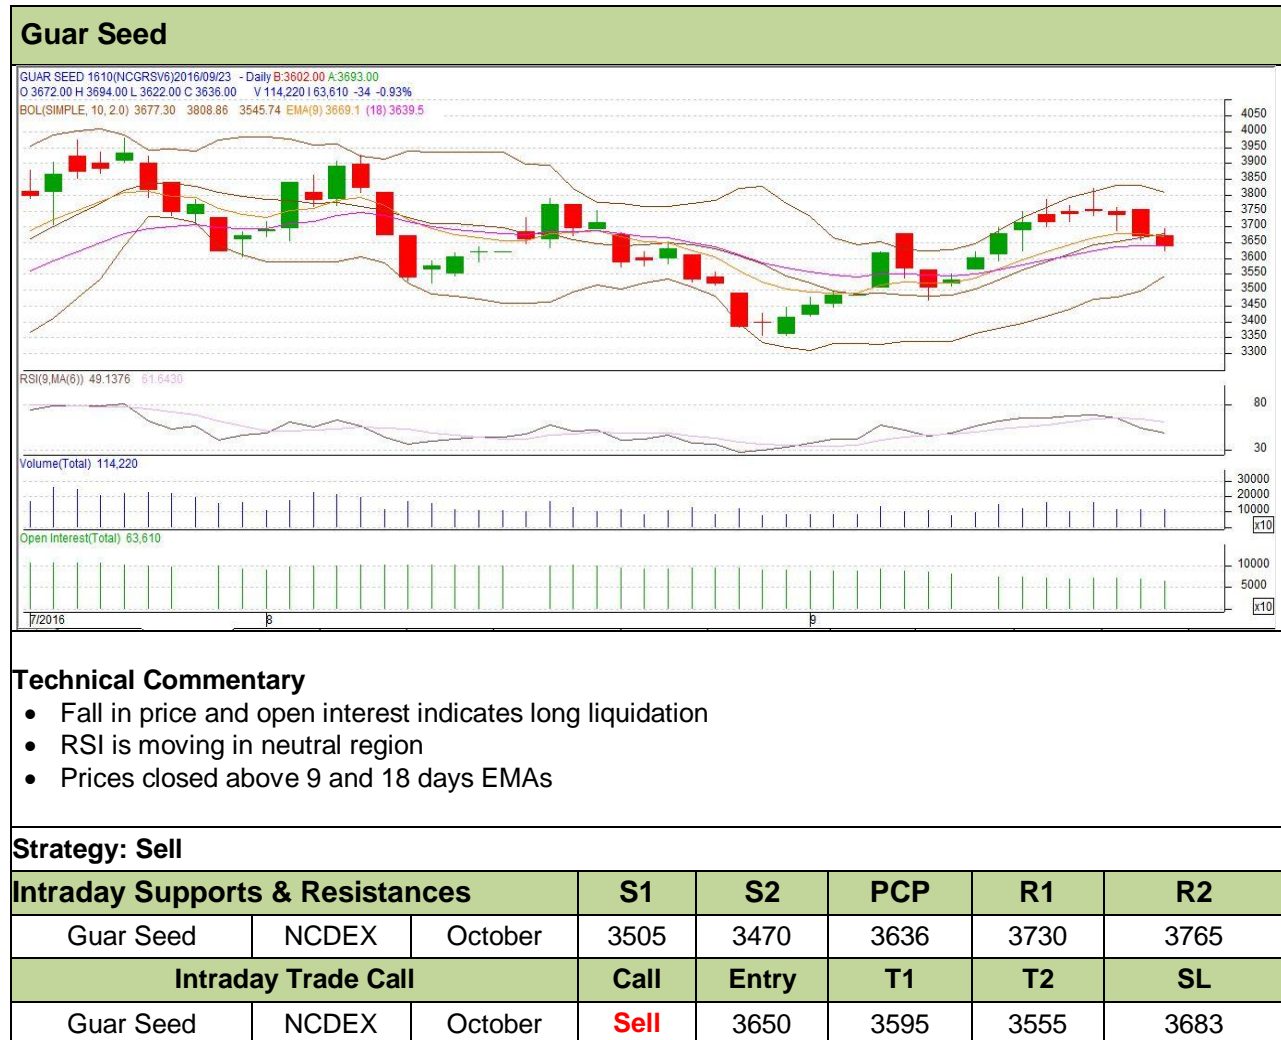 Guar Seed
GUAR SEED 1610(NCGRSV6)2016/09/23 - Daily B:3602.00 A:3693.00
O 3672.00 H 3694.00 L 3622.00 C 3636.00 V 114,220 I 63,610 -34 -0.93%
BOL(SIMPLE, 10, 2.0) 3677.30 3808.86 3545.74 EMA(9) 3669.1 (18) 3639.5
4050
4000
3950
3900
3850
3800
3750
3700
3650
3600
3550
3500
3450
3400
3350
3300
RSI(9,MA(6)) 49.1376 61.6430
80
30
Volume(Total) 114,220
30000
20000
10000
x10
Open Interest(Total) 63,610
10000
5000
x10
7/2016 8 9
Technical Commentary
• Fall in price and open interest indicates long liquidation
• RSI is moving in neutral region
• Prices closed above 9 and 18 days EMAs
Strategy: Sell
Intraday Supports & Resistances S1 S2 PCP R1 R2
Guar Seed NCDEX October 3505 3470 3636 3730 3765
Intraday Trade Call Call Entry T1 T2 SL
Guar Seed NCDEX October Sell 3650 3595 3555 3683